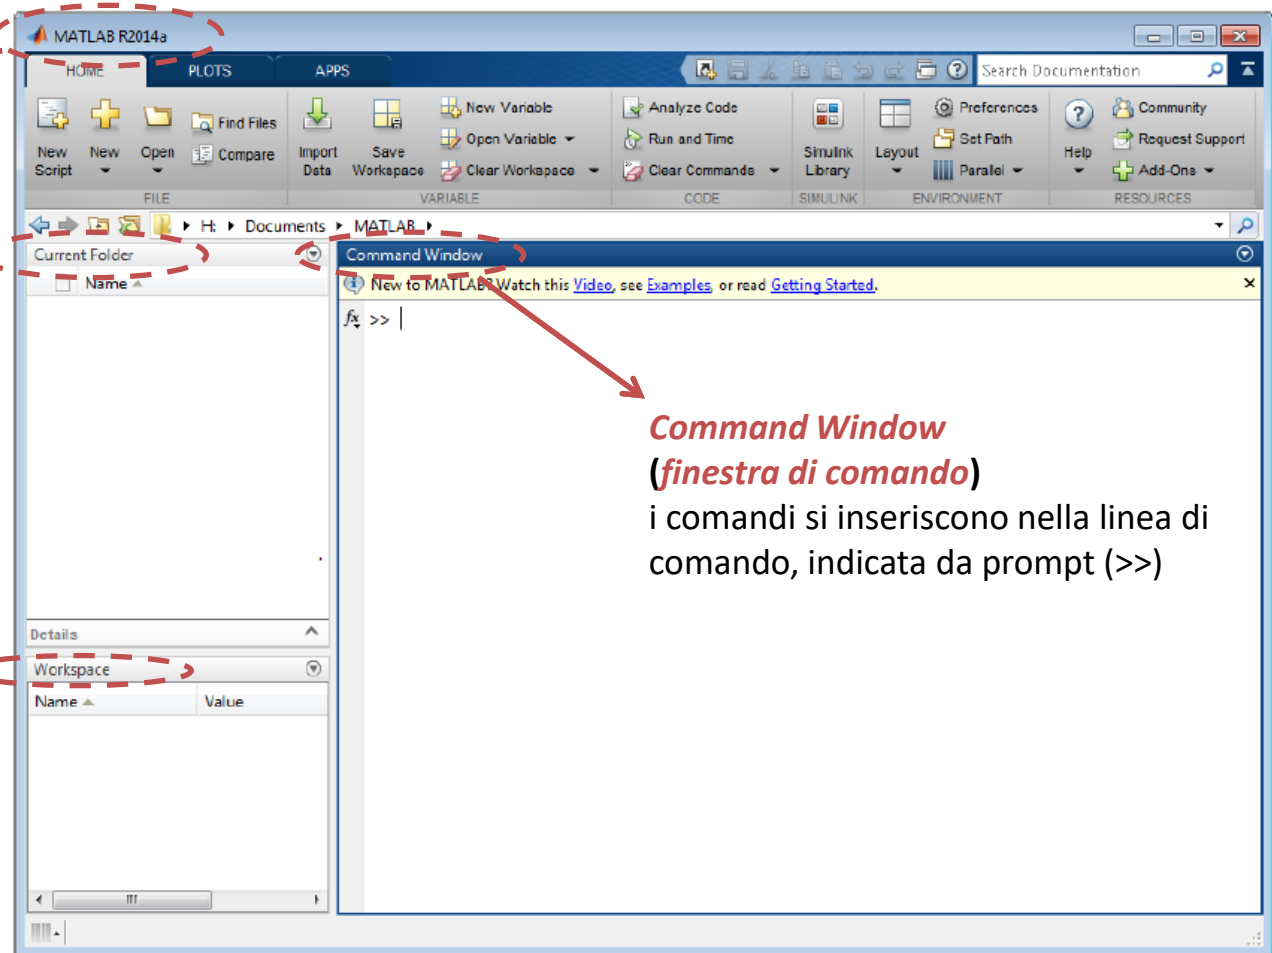 MATLAB R2014a
HOME PLOTS APPS
Search Documentation
New Script
New
Open
Find Files
Compare
FILE
Import Data
Save Workspace
New Variable
Open Variable
Clear Workspace
VARIABLE
Analyze Code
Run and Time
Clear Commands
CODE
Simulink Library
SIMULINK
Layout
Preferences
Set Path
Parallel
ENVIRONMENT
Help
Community
Request Support
Add-Ons
RESOURCES
H: Documents MATLAB
Current Folder
Name
Command Window
New to MATLAB? Watch this Video, see Examples, or read Getting Started.
fx >>
Command Window
(finestra di comando)
i comandi si inseriscono nella linea di
comando, indicata da prompt (>>)
Details
Workspace
Name Value